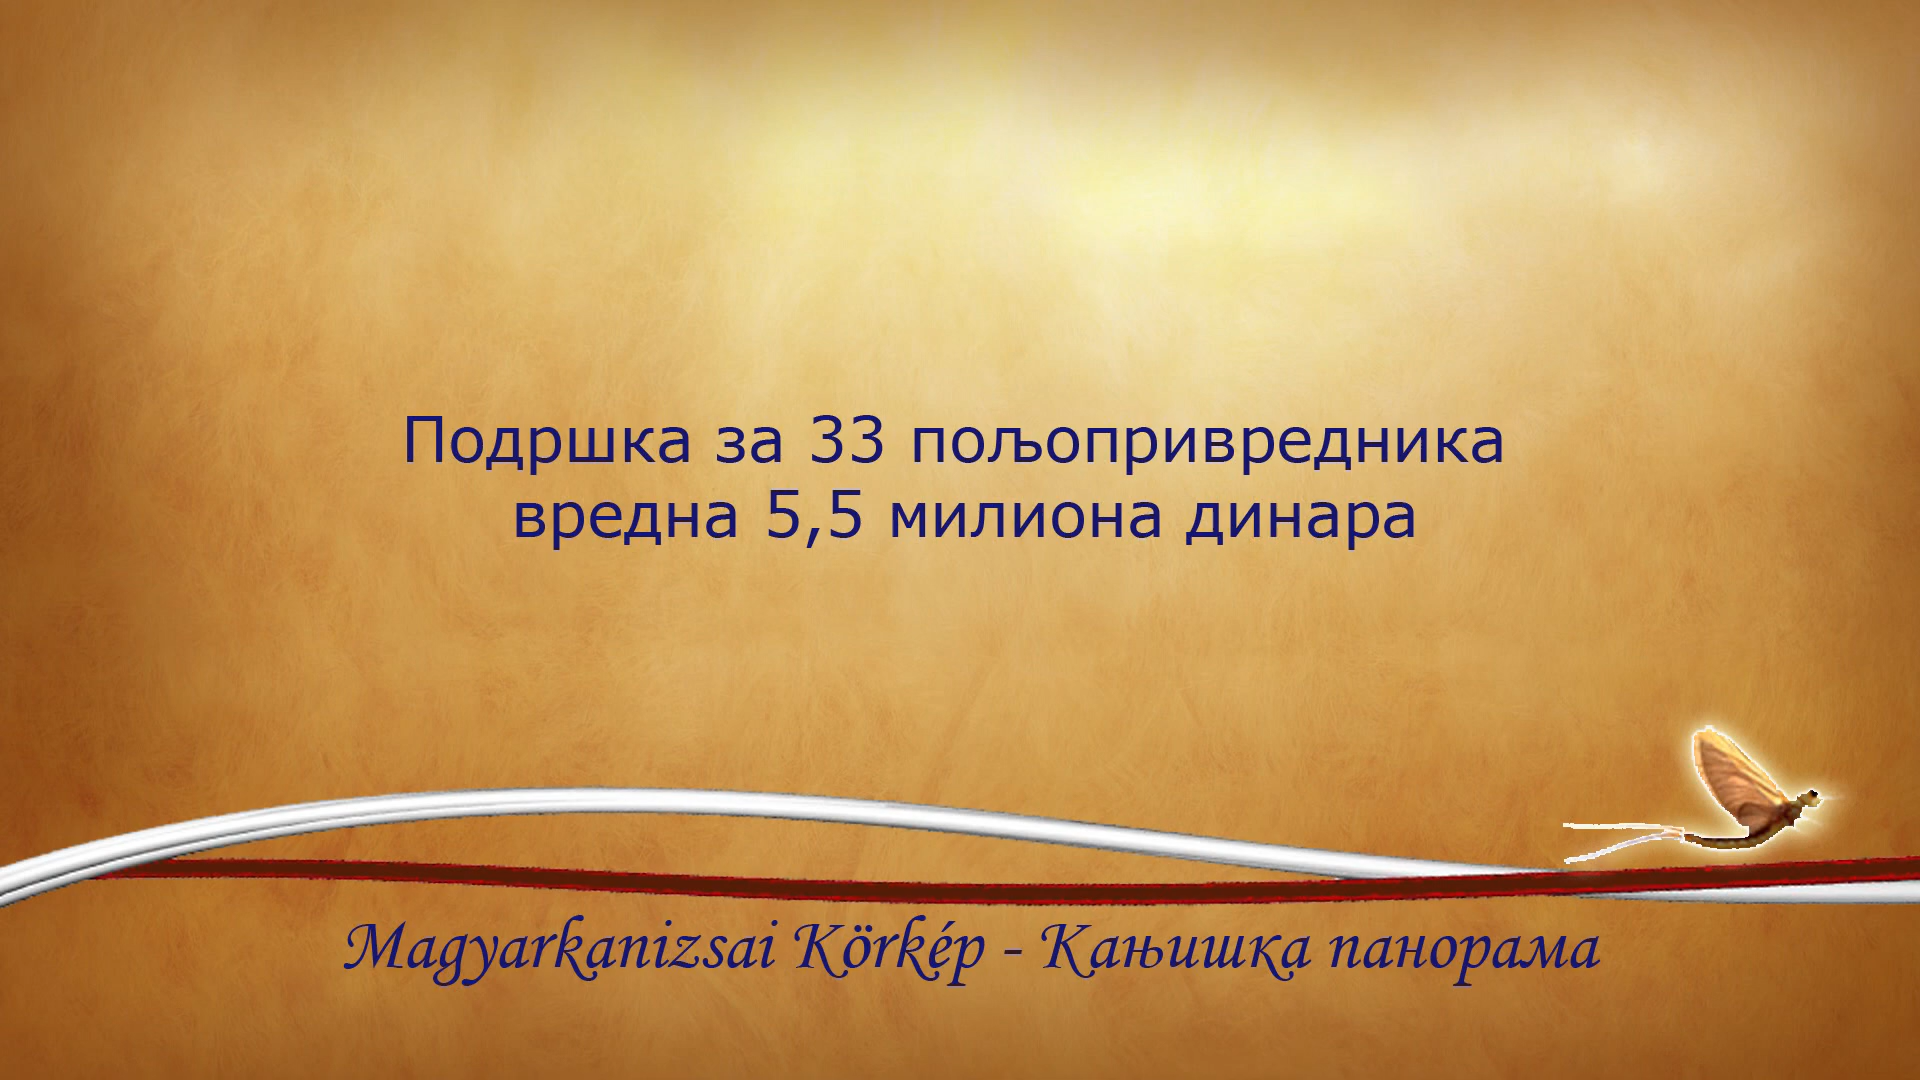 Подршка за 33 пољопривредника
вредна 5,5 милиона динара
Magyarkanizsai Körkép - Кањишка панорама